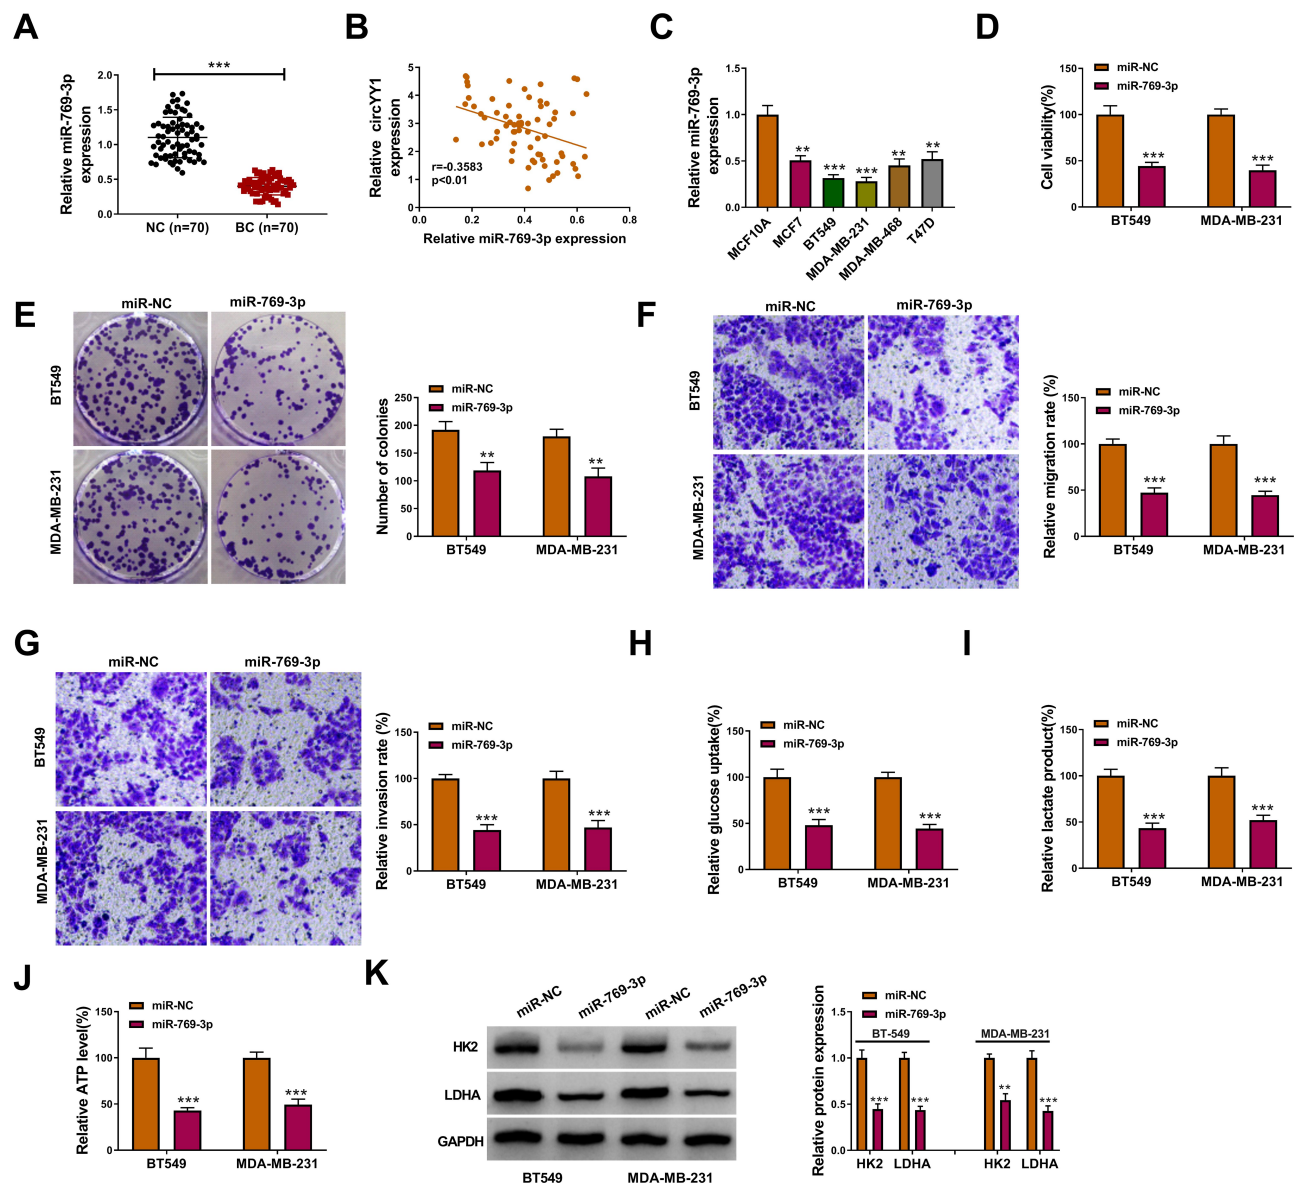 A
***
Relative miR-769-3p
expression
2.0
1.5
1.0
0.5
0.0
NC (n=70)
BC (n=70)
B
Relative circYY1
expression
5
4
3
2
1
0
r=-0.3583
p<0.01
0.0
0.2
0.4
0.6
0.8
Relative miR-769-3p expression
C
Relative miR-769-3p
expression
1.5
1.0
0.5
0.0
**
***
***
**
**
MCF10A
MCF7
BT549
MDA-MB-231
MDA-MB-468
T47D
D
miR-NC
miR-769-3p
Cell viability(%)
150
100
50
0
***
***
BT549
MDA-MB-231
E
miR-NC
miR-769-3p
BT549
MDA-MB-231
miR-NC
miR-769-3p
Number of colonies
250
200
150
100
50
0
**
**
BT549
MDA-MB-231
F
miR-NC
miR-769-3p
BT549
MDA-MB-231
miR-NC
miR-769-3p
Relative migration rate (%)
150
100
50
0
***
***
BT549
MDA-MB-231
G
miR-NC
miR-769-3p
BT549
MDA-MB-231
miR-NC
miR-769-3p
Relative invasion rate (%)
150
100
50
0
***
***
BT549
MDA-MB-231
H
miR-NC
miR-769-3p
Relative glucose uptake(%)
150
100
50
0
***
***
BT549
MDA-MB-231
I
miR-NC
miR-769-3p
Relative lactate product(%)
150
100
50
0
***
***
BT549
MDA-MB-231
J
miR-NC
miR-769-3p
Relative ATP level(%)
150
100
50
0
***
***
BT549
MDA-MB-231
K
miR-NC
miR-769-3p
miR-NC
miR-769-3p
HK2
LDHA
GAPDH
BT549
MDA-MB-231
miR-NC
miR-769-3p
Relative protein expression
1.5
1.0
0.5
0.0
BT-549
MDA-MB-231
***
***
**
***
HK2
LDHA
HK2
LDHA